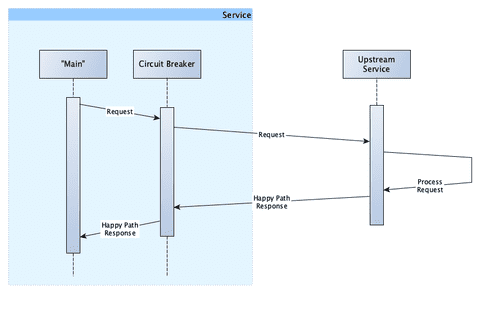 Service
"Main"
Circuit Breaker
Upstream
Service
Request
Request
Process
Request
Happy Path
Response
Happy Path
Response